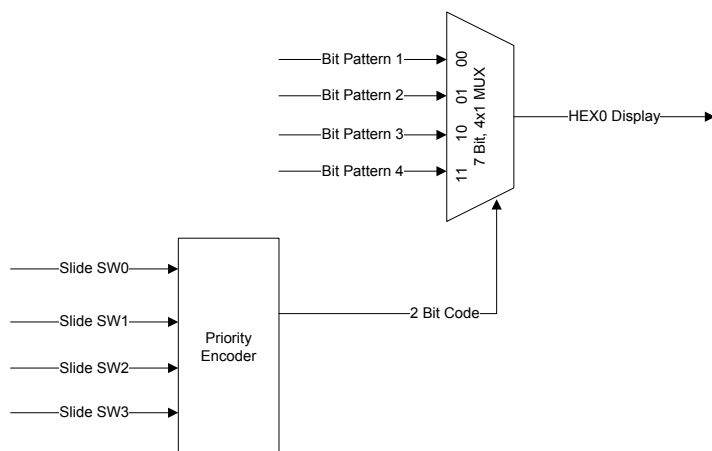 Bit Pattern 1
00
Bit Pattern 2
01
HEX0 Display
Bit Pattern 3
10
Bit Pattern 4
11
7 Bit, 4x1 MUX
Slide SW0
2 Bit Code
Slide SW1
Priority
Encoder
Slide SW2
Slide SW3